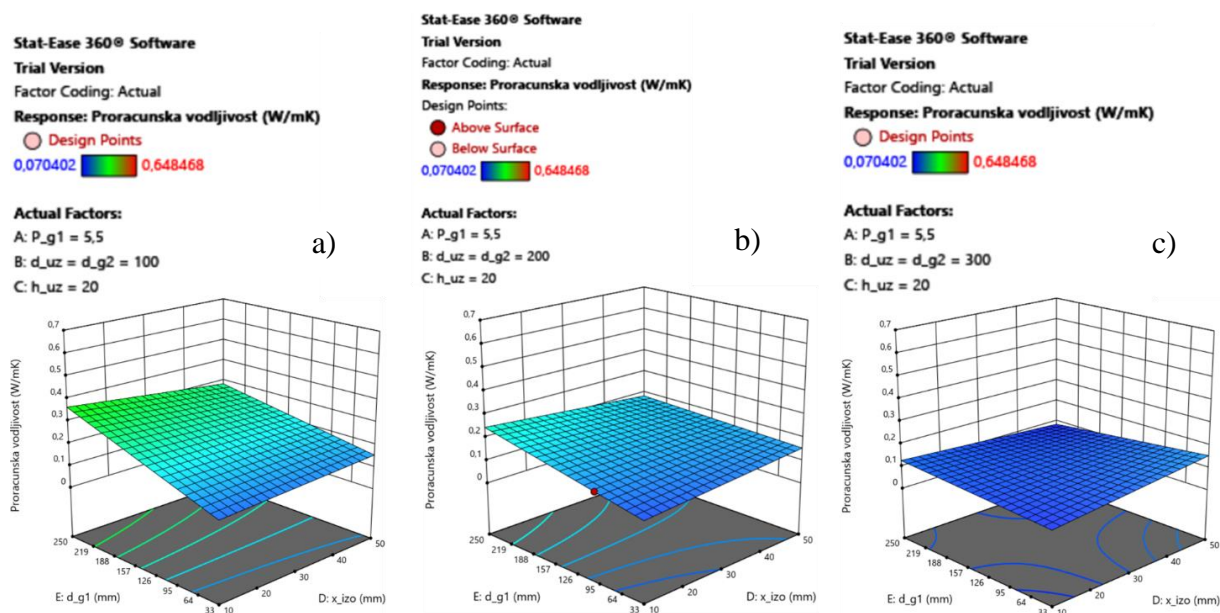 Stat-Ease 360® Software
Trial Version
Factor Coding: Actual
Response: Proracunska vodljivost (W/mK)
Design Points
0,070402 0,648468
Actual Factors:
A: P_g1 = 5,5
B: d_uz = d_g2 = 100
C: h_uz = 20
a)
Proracunska vodljivost (W/mK)
0,7
0,6
0,5
0,4
0,3
0,2
0,1
0
250
219
188
157
126
95
64
33
10
20
30
40
50
E: d_g1 (mm)
D: x_izo (mm)
Stat-Ease 360® Software
Trial Version
Factor Coding: Actual
Response: Proracunska vodljivost (W/mK)
Design Points:
Above Surface
Below Surface
0,070402 0,648468
Actual Factors:
A: P_g1 = 5,5
B: d_uz = d_g2 = 200
C: h_uz = 20
b)
Proracunska vodljivost (W/mK)
0,7
0,6
0,5
0,4
0,3
0,2
0,1
0
250
219
188
157
126
95
64
33
10
20
30
40
50
E: d_g1 (mm)
D: x_izo (mm)
Stat-Ease 360® Software
Trial Version
Factor Coding: Actual
Response: Proracunska vodljivost (W/mK)
Design Points
0,070402 0,648468
Actual Factors:
A: P_g1 = 5,5
B: d_uz = d_g2 = 300
C: h_uz = 20
c)
Proracunska vodljivost (W/mK)
0,7
0,6
0,5
0,4
0,3
0,2
0,1
0
250
219
188
157
126
95
64
33
10
20
30
40
50
E: d_g1 (mm)
D: x_izo (mm)